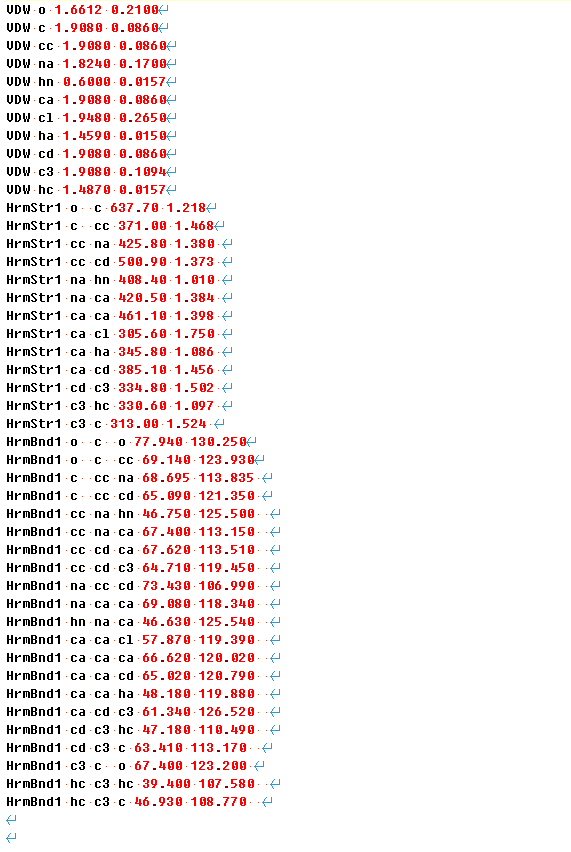 VDW o 1.6612 0.2100
VDW c 1.9080 0.0860
VDW cc 1.9080 0.0860
VDW na 1.8240 0.1700
VDW hn 0.6000 0.0157
VDW ca 1.9080 0.0860
VDW cl 1.9480 0.2650
VDW ha 1.4590 0.0150
VDW cd 1.9080 0.0860
VDW c3 1.9080 0.1094
VDW hc 1.4870 0.0157
HrmStr1 o  c 637.70 1.218
HrmStr1 c  cc 371.00 1.468
HrmStr1 cc na 425.80 1.380
HrmStr1 cc cd 500.90 1.373
HrmStr1 na hn 408.40 1.010
HrmStr1 na ca 420.50 1.384
HrmStr1 ca ca 461.10 1.398
HrmStr1 ca cl 305.60 1.750
HrmStr1 ca ha 345.80 1.086
HrmStr1 ca cd 385.10 1.456
HrmStr1 cd c3 334.80 1.502
HrmStr1 c3 hc 330.60 1.097
HrmStr1 c3 c 313.00 1.524
HrmBnd1 o  c  o 77.940 130.250
HrmBnd1 o  c  cc 69.140 123.930
HrmBnd1 c  cc na 68.695 113.835
HrmBnd1 c  cc cd 65.090 121.350
HrmBnd1 cc na hn 46.750 125.500
HrmBnd1 cc na ca 67.400 113.150
HrmBnd1 cc cd ca 67.620 113.510
HrmBnd1 cc cd c3 64.710 119.450
HrmBnd1 na cc cd 73.430 106.990
HrmBnd1 na ca ca 69.080 118.340
HrmBnd1 hn na ca 46.630 125.540
HrmBnd1 ca ca cl 57.870 119.390
HrmBnd1 ca ca ca 66.620 120.020
HrmBnd1 ca ca cd 65.020 120.790
HrmBnd1 ca ca ha 48.180 119.880
HrmBnd1 ca cd c3 61.340 126.520
HrmBnd1 cd c3 hc 47.180 110.490
HrmBnd1 cd c3 c 63.410 113.170
HrmBnd1 c3 c  o 67.400 123.200
HrmBnd1 hc c3 hc 39.400 107.580
HrmBnd1 hc c3 c 46.930 108.770